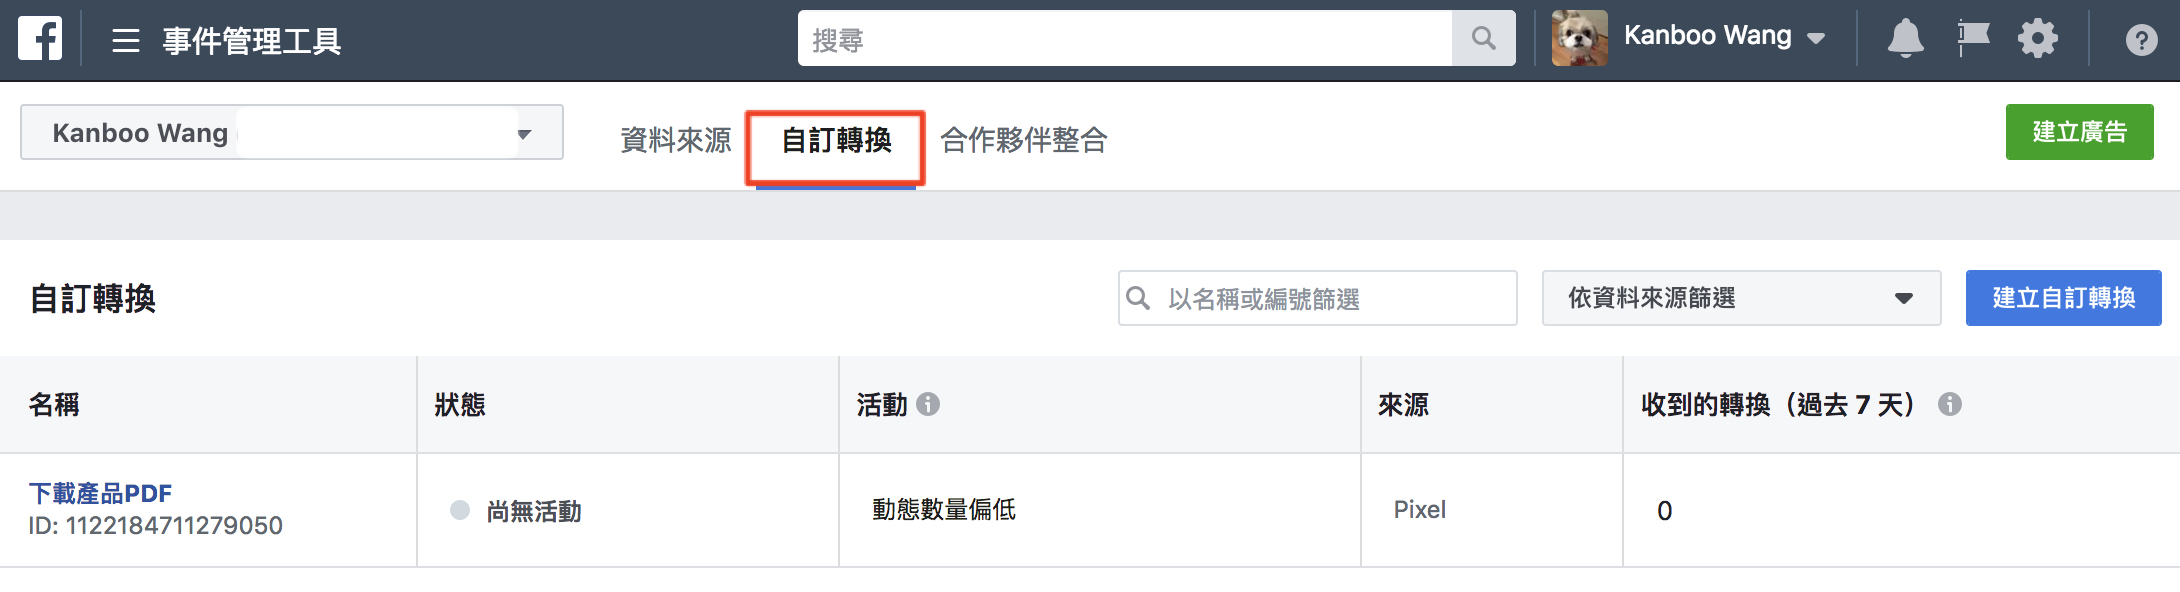 事件管理工具
搜尋
Kanboo Wang
Kanboo Wang
資料來源
自訂轉換
合作夥伴整合
建立廣告
自訂轉換
以名稱或編號篩選
依資料來源篩選
建立自訂轉換
名稱
狀態
活動
來源
收到的轉換（過去 7 天）
下載產品PDF
ID: 1122184711279050
尚無活動
動態數量偏低
Pixel
0